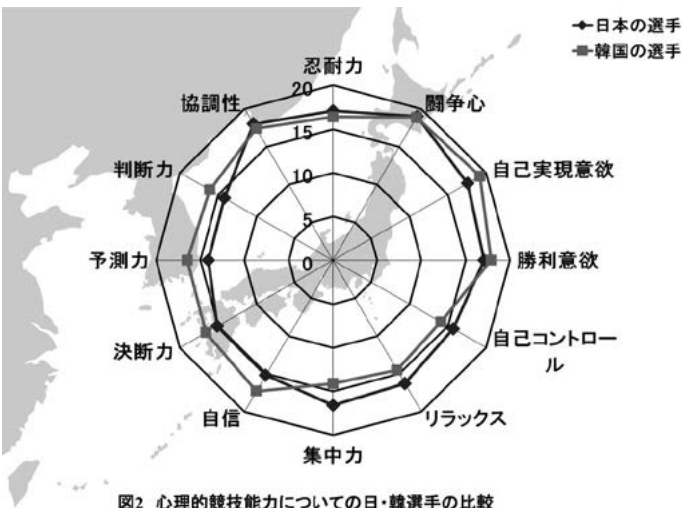 日本の選手
韓国の選手
忍耐力
闘争心
自己実現意欲
勝利意欲
自己コントロー
ル
リラックス
集中力
自信
決断力
予測力
判断力
協調性
20
15
10
5
0
図2 心理的競技能力についての日・韓選手の比較